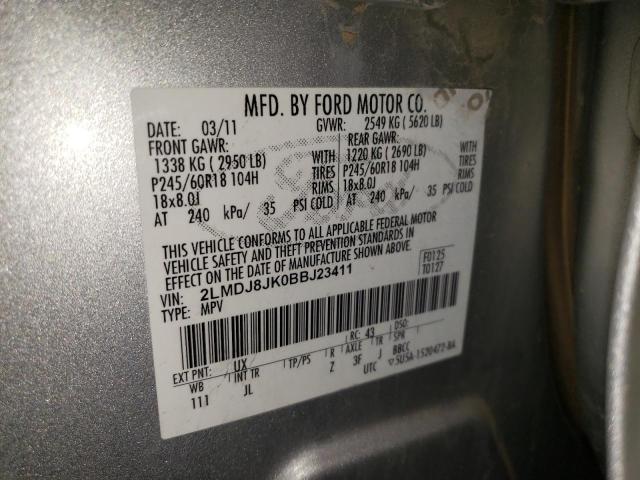 MFD. BY FORD MOTOR CO.
DATE: 03/11 GVWR: 2549 KG (5620 LB)
FRONT GAWR: REAR GAWR:
1338 KG (2950 LB) WITH 1220 KG (2690 LB) WITH
P245/60R18 104H TIRES P245/60R18 104H TIRES
18x8.0J RIMS 18x8.0J RIMS
AT 240 kPa/ 35 PSI COLD AT 240 kPa/ 35 PSI COLD
THIS VEHICLE CONFORMS TO ALL APPLICABLE FEDERAL MOTOR
VEHICLE SAFETY AND THEFT PREVENTION STANDARDS IN
EFFECT ON THE DATE OF MANUFACTURE SHOWN ABOVE.
VIN: 2LMDJ8JK0BBJ23411 F0125
TYPE: MPV T0127
RC: 43 DSO:
EXT PNT: UX
WB INT TR TP/PS R AXLE TR SPR
111 JL Z 3F J BBCC
UTC 5U5A-1520472-BA